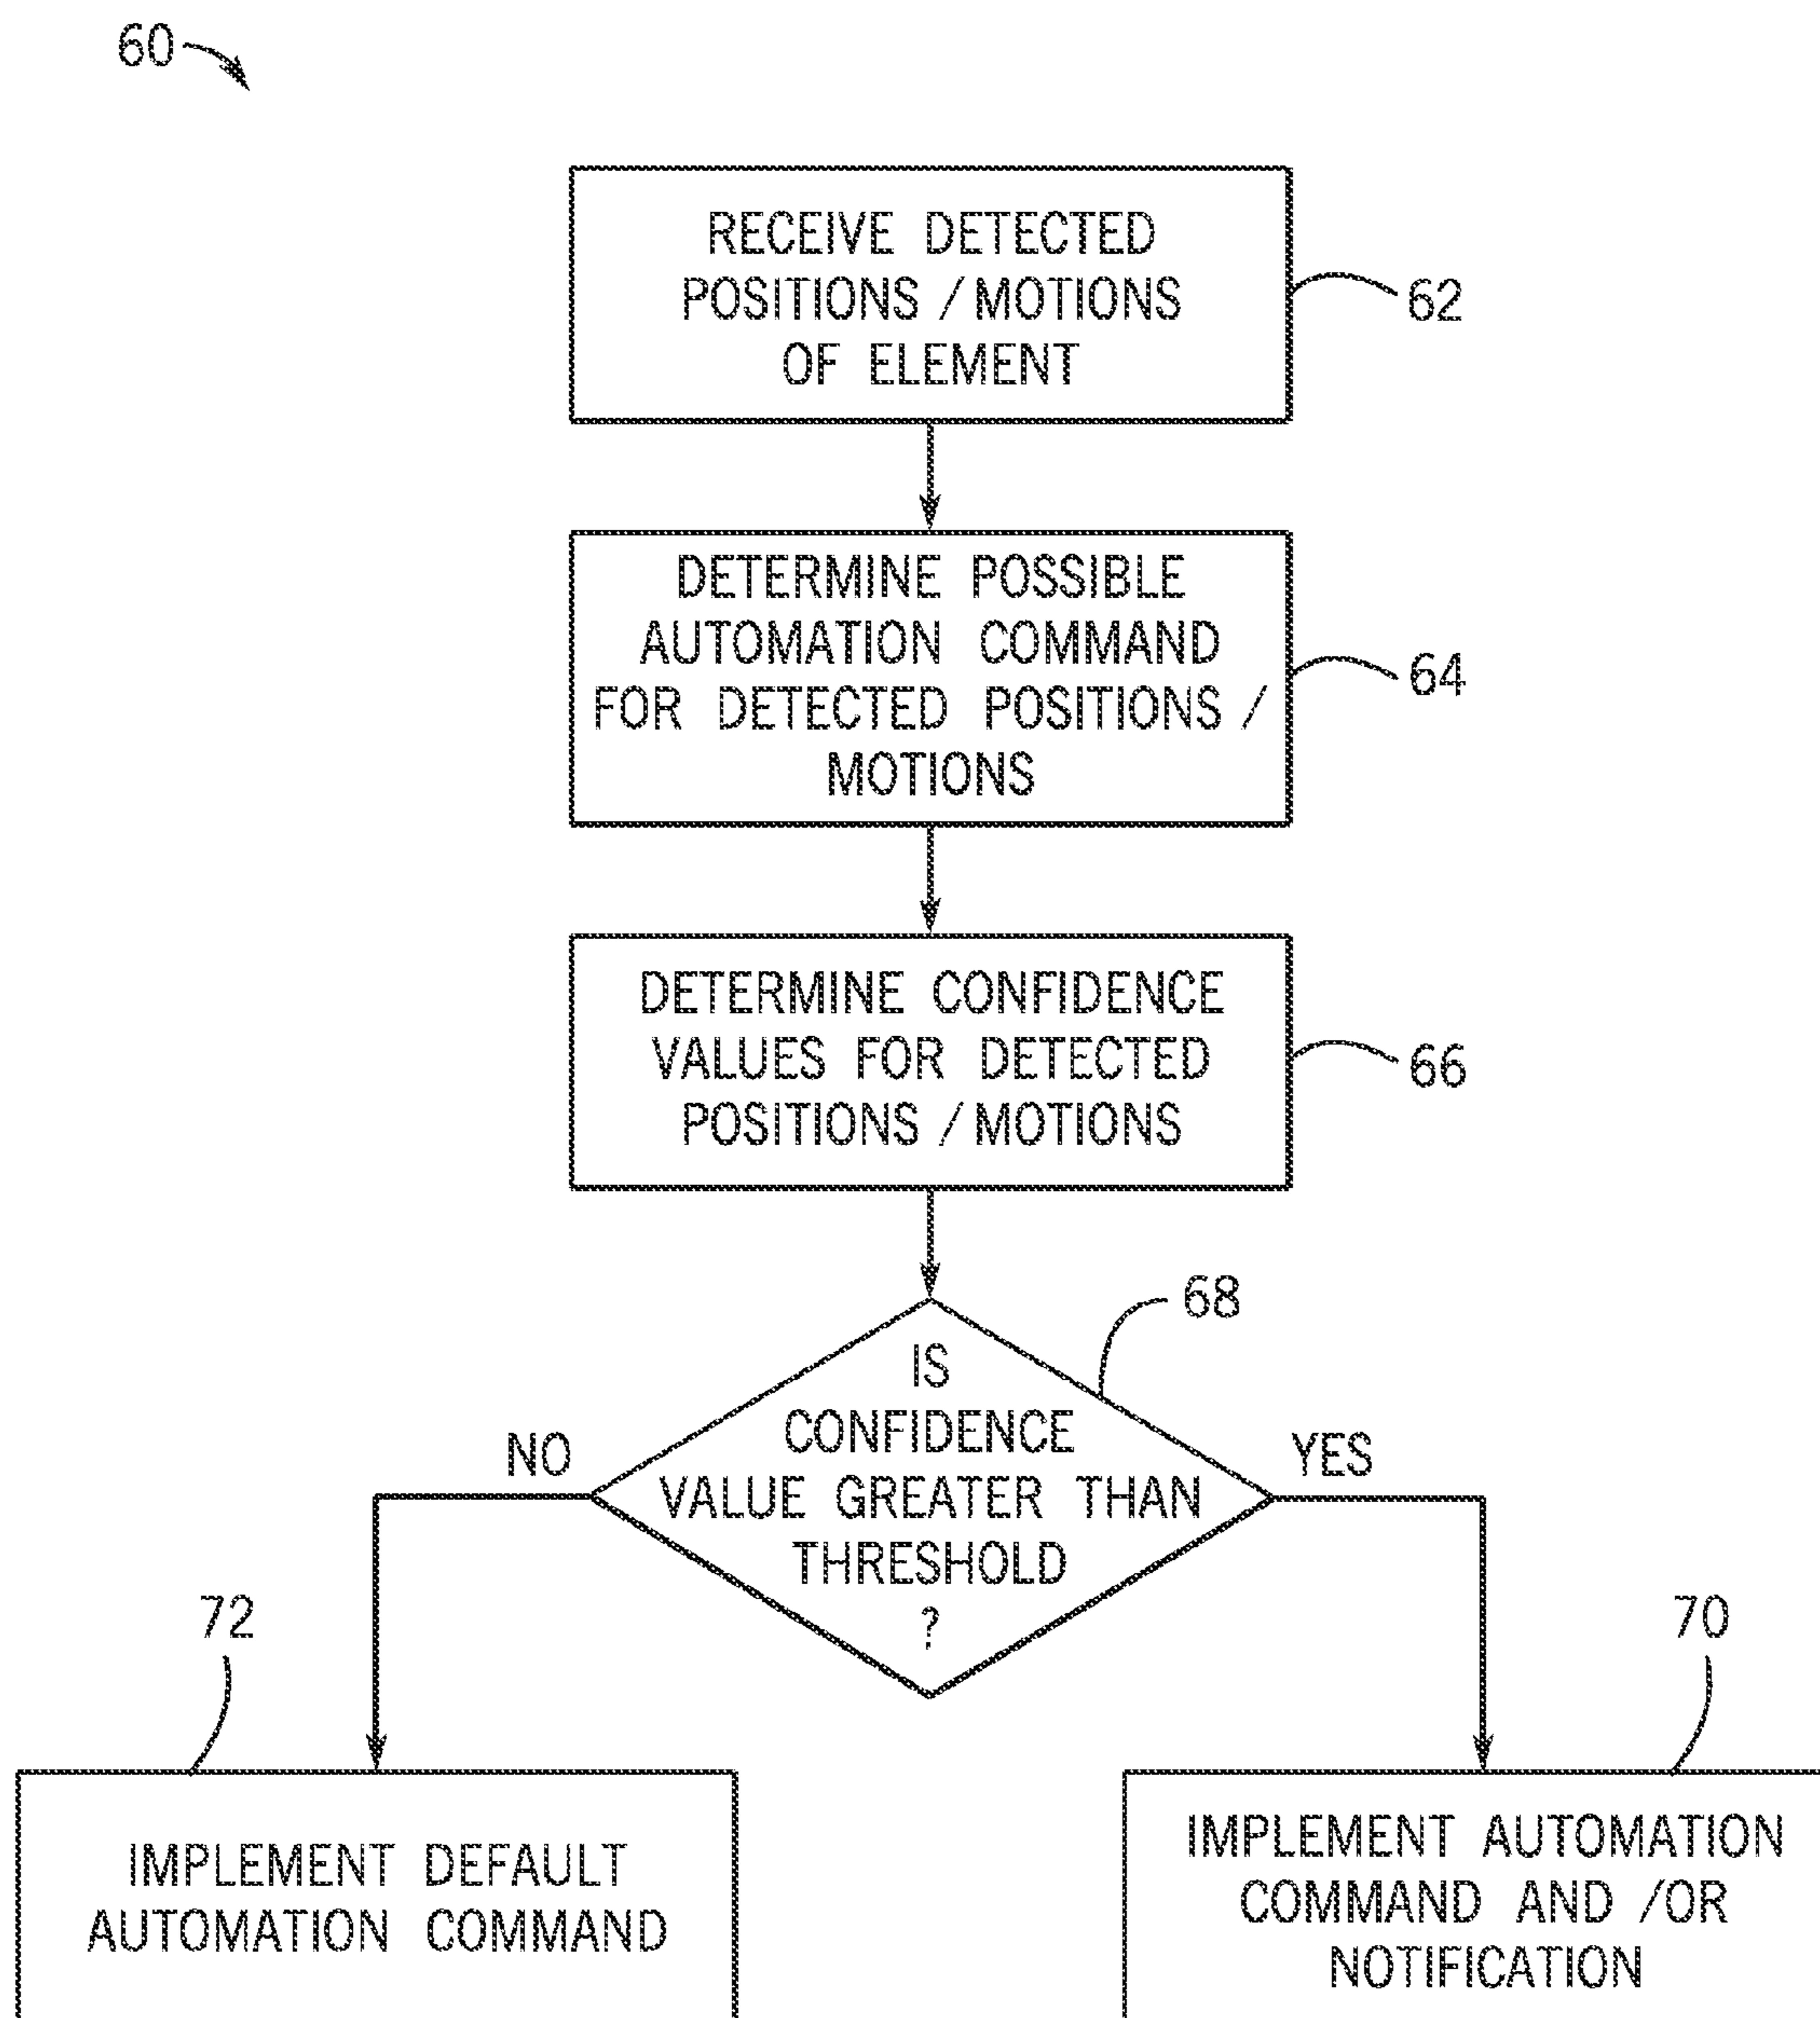 60
RECEIVE DETECTED
POSITIONS / MOTIONS
OF ELEMENT
62
DETERMINE POSSIBLE
AUTOMATION COMMAND
FOR DETECTED POSITIONS /
MOTIONS
64
DETERMINE CONFIDENCE
VALUES FOR DETECTED
POSITIONS / MOTIONS
66
68
IS
CONFIDENCE
VALUE GREATER THAN
THRESHOLD
?
NO
YES
72
70
IMPLEMENT DEFAULT
AUTOMATION COMMAND
IMPLEMENT AUTOMATION
COMMAND AND /OR
NOTIFICATION